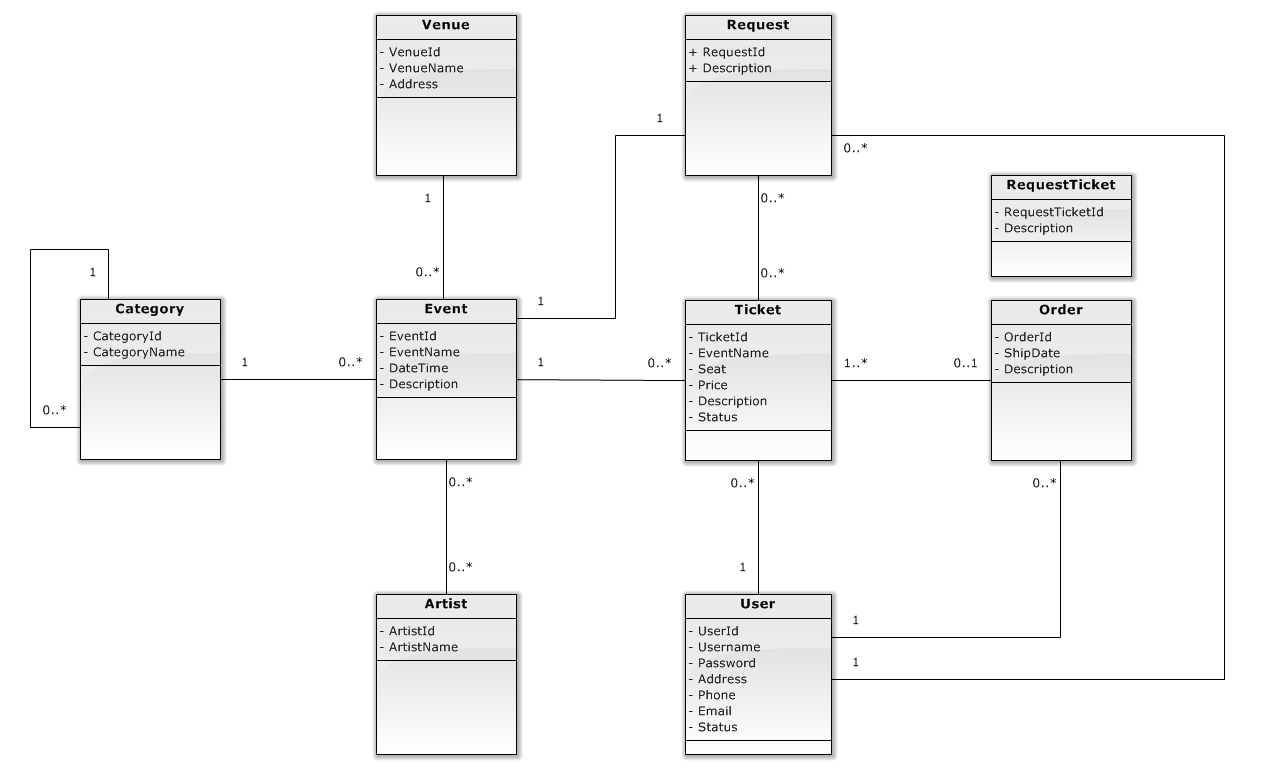 Venue
- VenueId
- VenueName
- Address
Request
+ RequestId
+ Description
1
0..*
RequestTicket
- RequestTicketId
- Description
1
0..*
0..*
0..*
1
1
Category
- CategoryId
- CategoryName
0..*
Event
- EventId
- EventName
- DateTime
- Description
Ticket
- TicketId
- EventName
- Seat
- Price
- Description
- Status
Order
- OrderId
- ShipDate
- Description
1
0..*
1
0..*
1..*
0..1
0..*
0..*
0..*
0..*
1
Artist
- ArtistId
- ArtistName
User
- UserId
- Username
- Password
- Address
- Phone
- Email
- Status
1
1